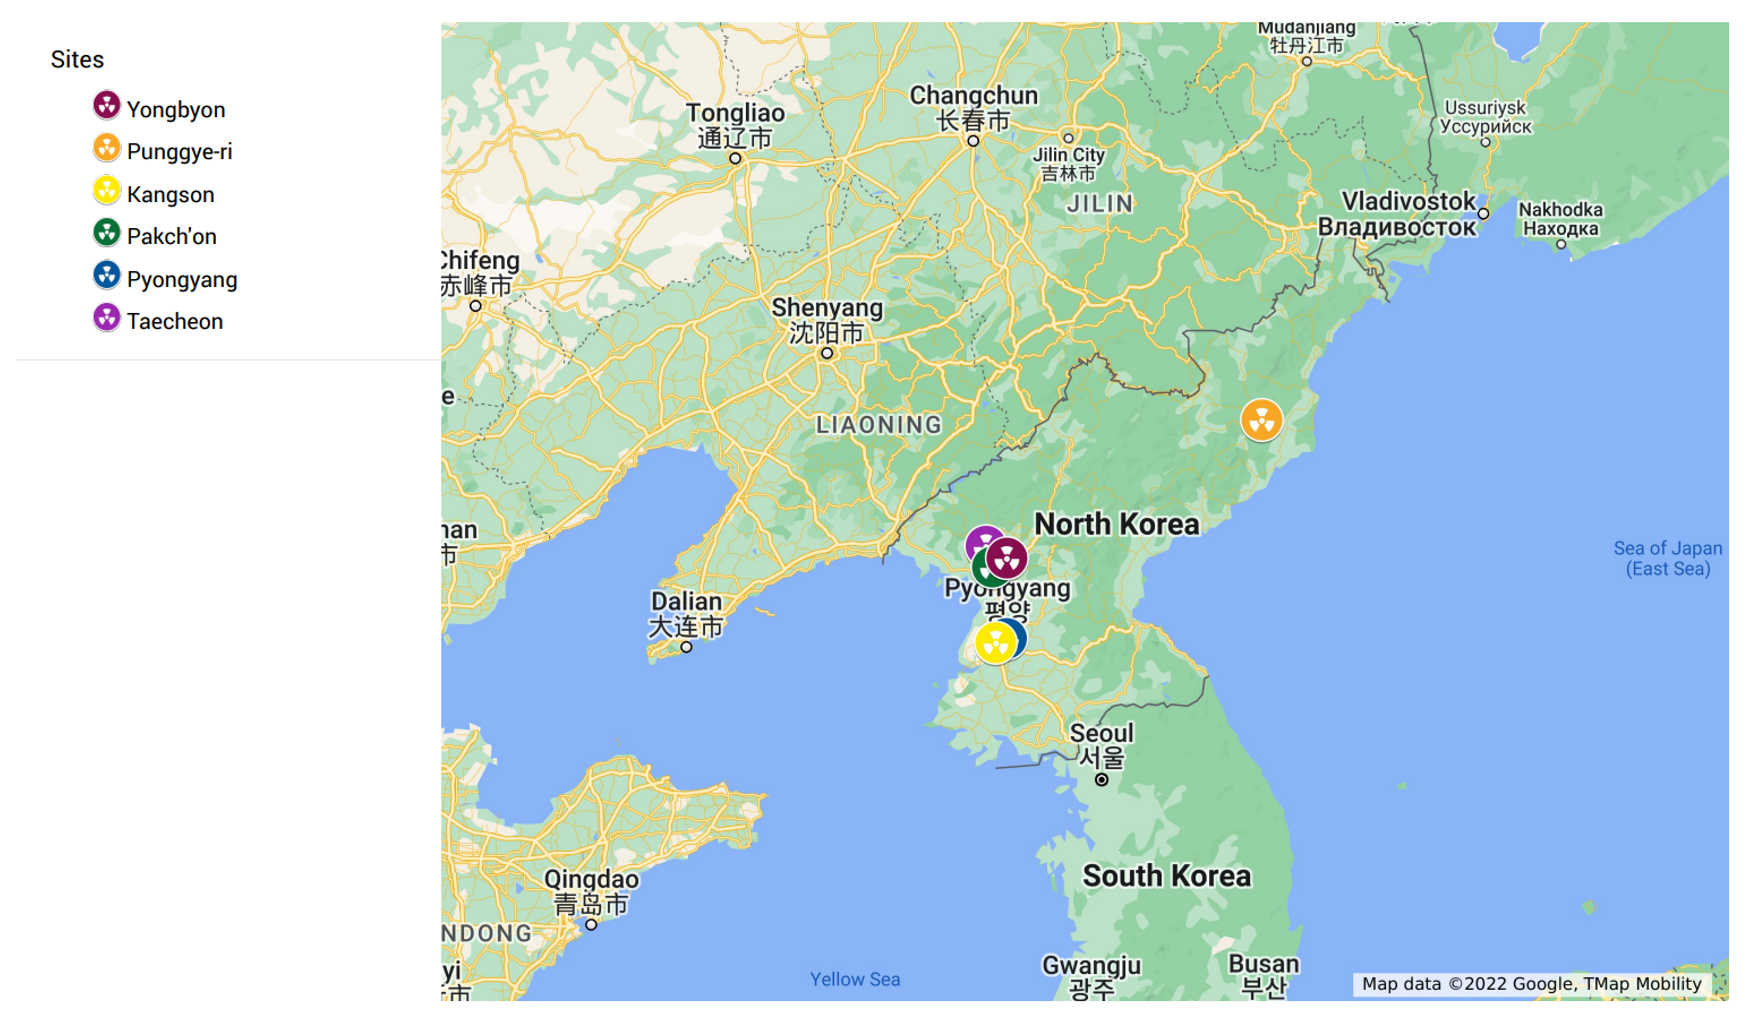 Sites
Yongbyon
Punggye-ri
Kangson
Pakch'on
Pyongyang
Taecheon
Mudanjiang
牡丹江市
Changchun
长春市
Tongliao
通辽市
Ussuriysk
Уссурийск
Jilin City
吉林市
JILIN
Vladivostok
Владивосток
Nakhodka
Находка
Chifeng
赤峰市
Shenyang
沈阳市
e
LIAONING
North Korea
nan
市
Sea of Japan
(East Sea)
Pyongyang
평양
Dalian
大连市
Seoul
서울
Qingdao
青岛市
South Korea
NDONG
yi
市
Yellow Sea
Gwangju
광주
Busan
부산
Map data ©2022 Google, TMap Mobility